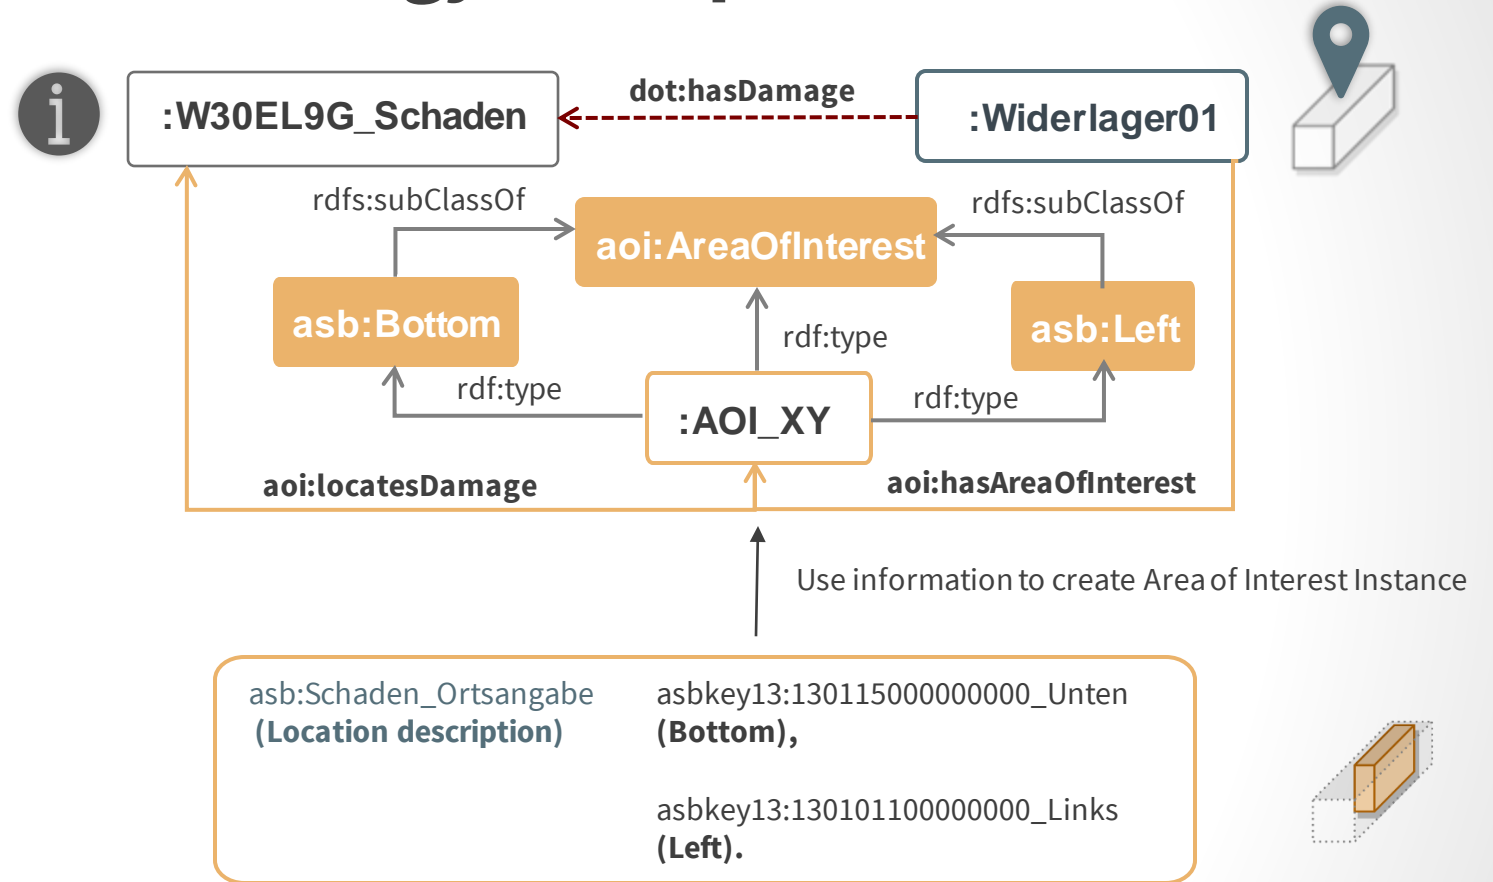 i
:W30EL9G_Schaden
dot:hasDamage
:Widerlager01
rdfs:subClassOf
aoi:AreaOfInterest
rdfs:subClassOf
asb:Bottom
rdf:type
asb:Left
rdf:type
:AOI_XY
rdf:type
aoi:locatesDamage
aoi:hasAreaOfInterest
Use information to create Area of Interest Instance
asb:Schaden_Ortsangabe
(Location description)
asbkey13:130115000000000_Unten
(Bottom),
asbkey13:130101100000000_Links
(Left).